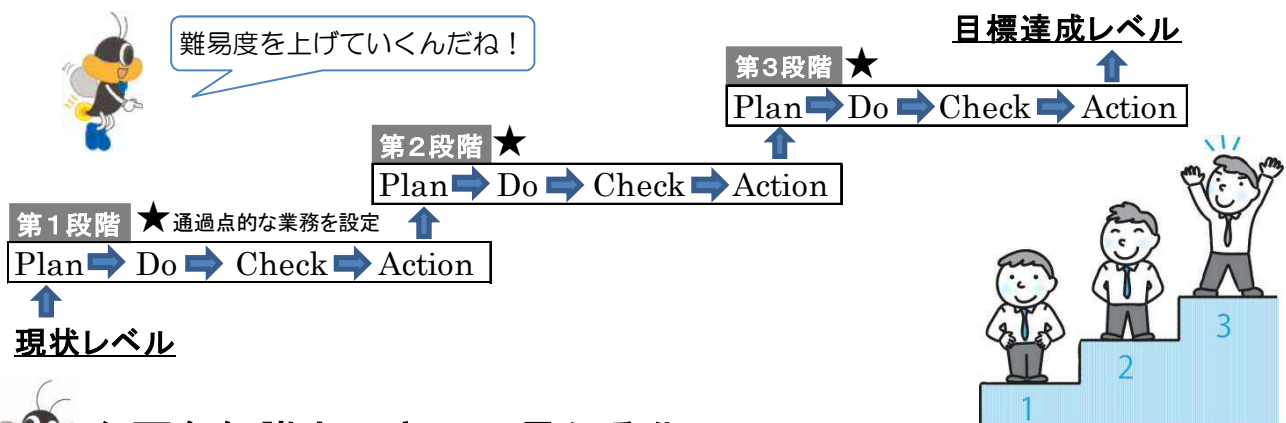 難易度を上げていくんだね！
目標達成レベル
第3段階 ★
Plan Do Check Action
第2段階 ★
Plan Do Check Action
第1段階 ★通過点的な業務を設定
Plan Do Check Action
現状レベル
1
2
3